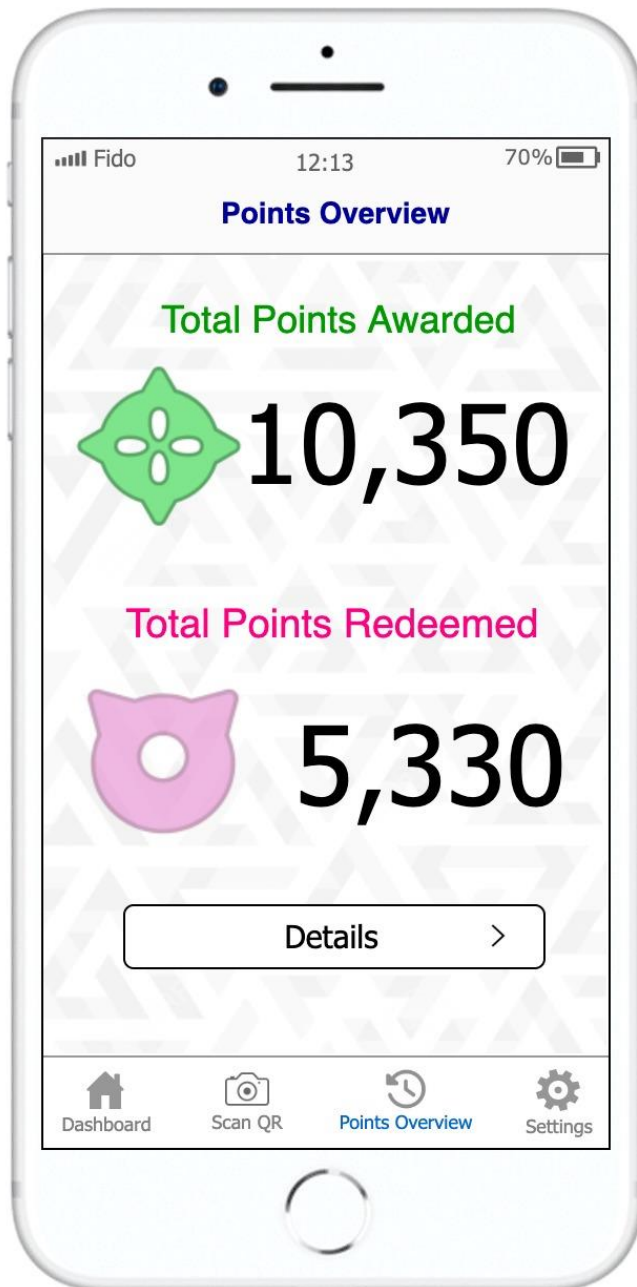 Fido 12:13 70%
Points Overview
Total Points Awarded
10,350
Total Points Redeemed
5,330
Details >
Dashboard Scan QR Points Overview Settings